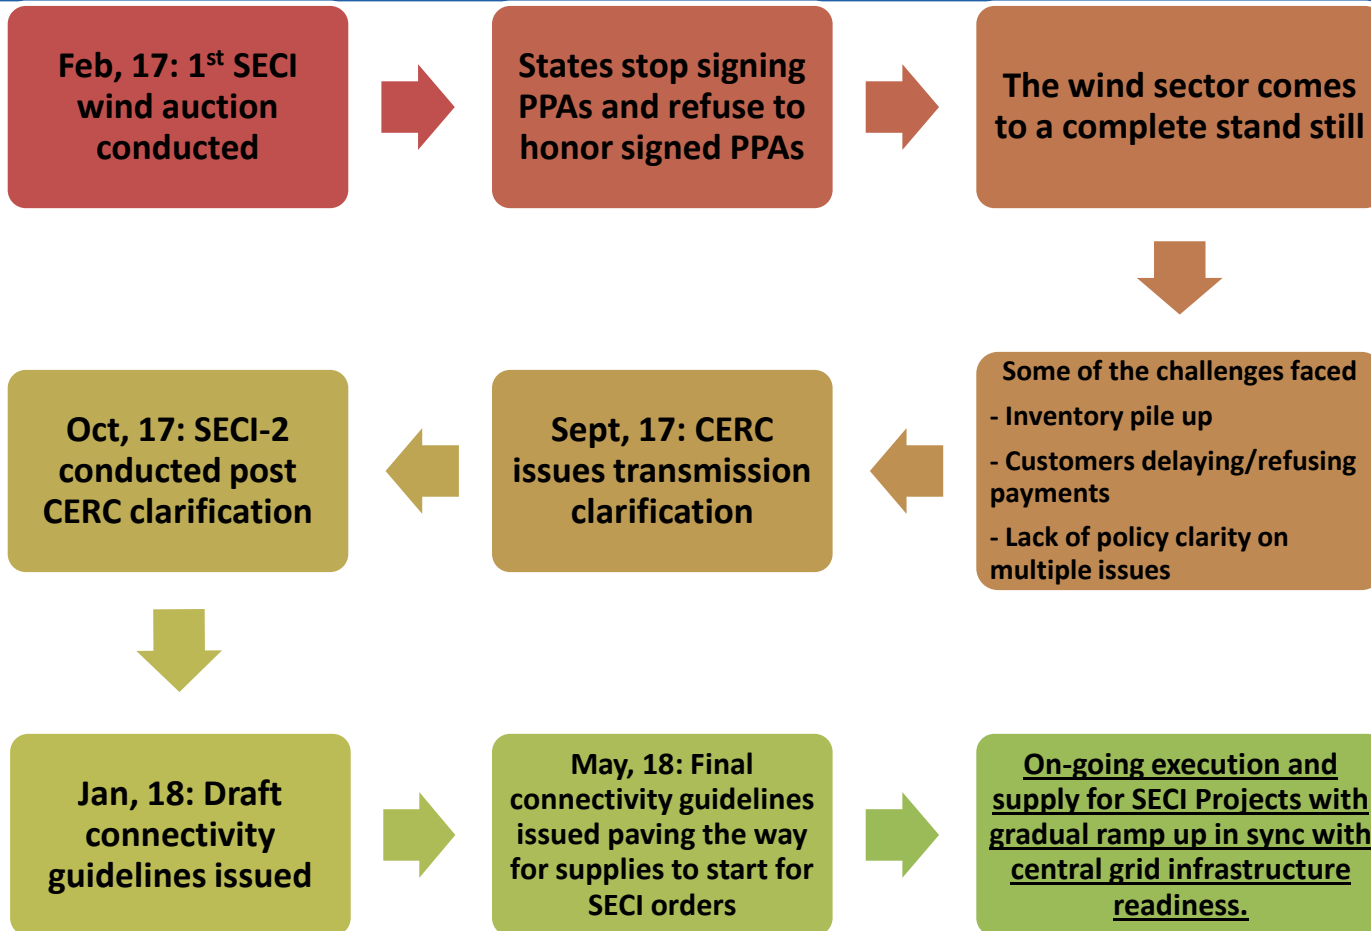 Feb, 17: 1st SECI
wind auction
conducted
States stop signing
PPAs and refuse to
honor signed PPAs
The wind sector comes
to a complete stand still
Some of the challenges faced
- Inventory pile up
- Customers delaying/refusing
payments
- Lack of policy clarity on
multiple issues
Sept, 17: CERC
issues transmission
clarification
Oct, 17: SECI-2
conducted post
CERC clarification
Jan, 18: Draft
connectivity
guidelines issued
May, 18: Final
connectivity guidelines
issued paving the way
for supplies to start for
SECI orders
On-going execution and
supply for SECI Projects with
gradual ramp up in sync with
central grid infrastructure
readiness.